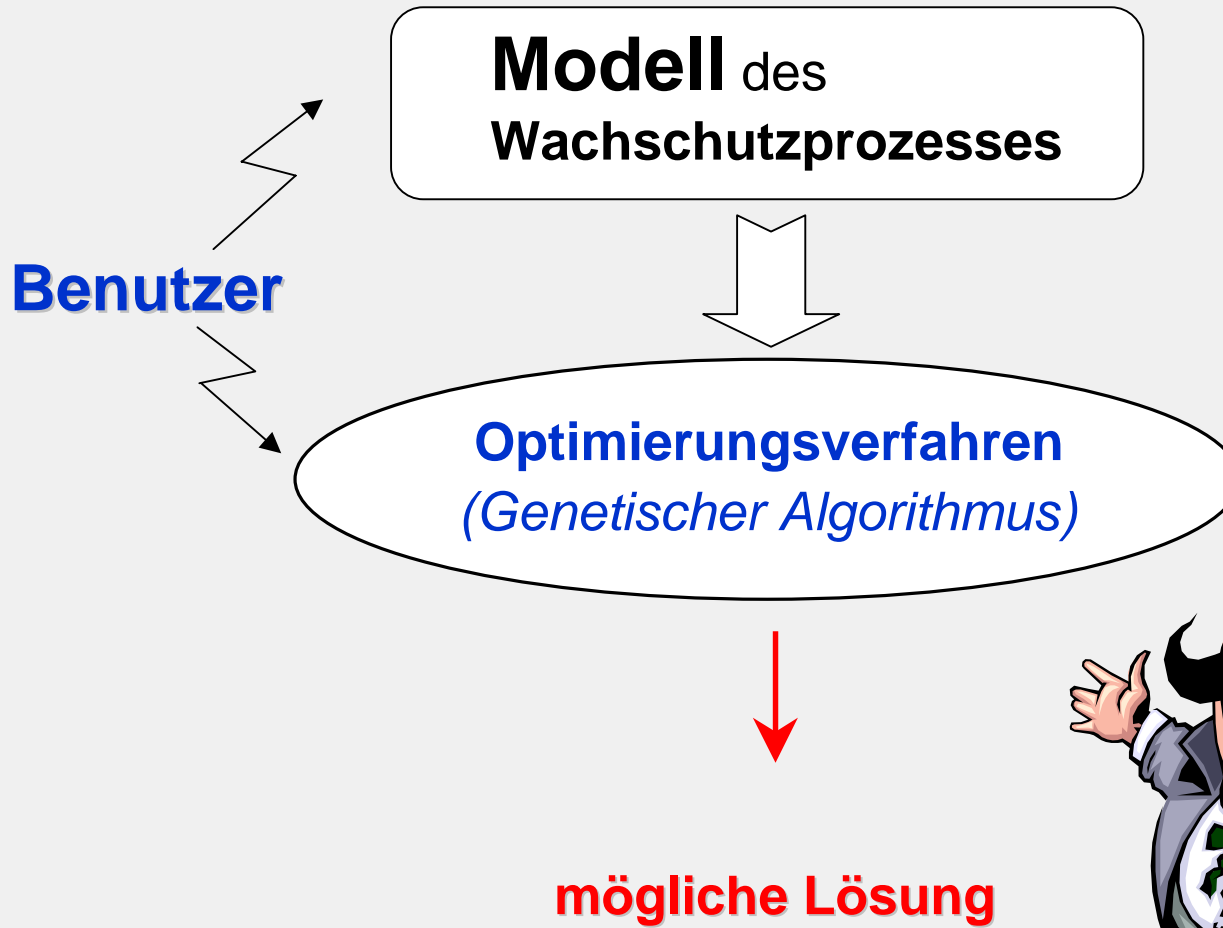 Modell des
Wachschutzprozesses
Benutzer
Optimierungsverfahren
(Genetischer Algorithmus)
mögliche Lösung